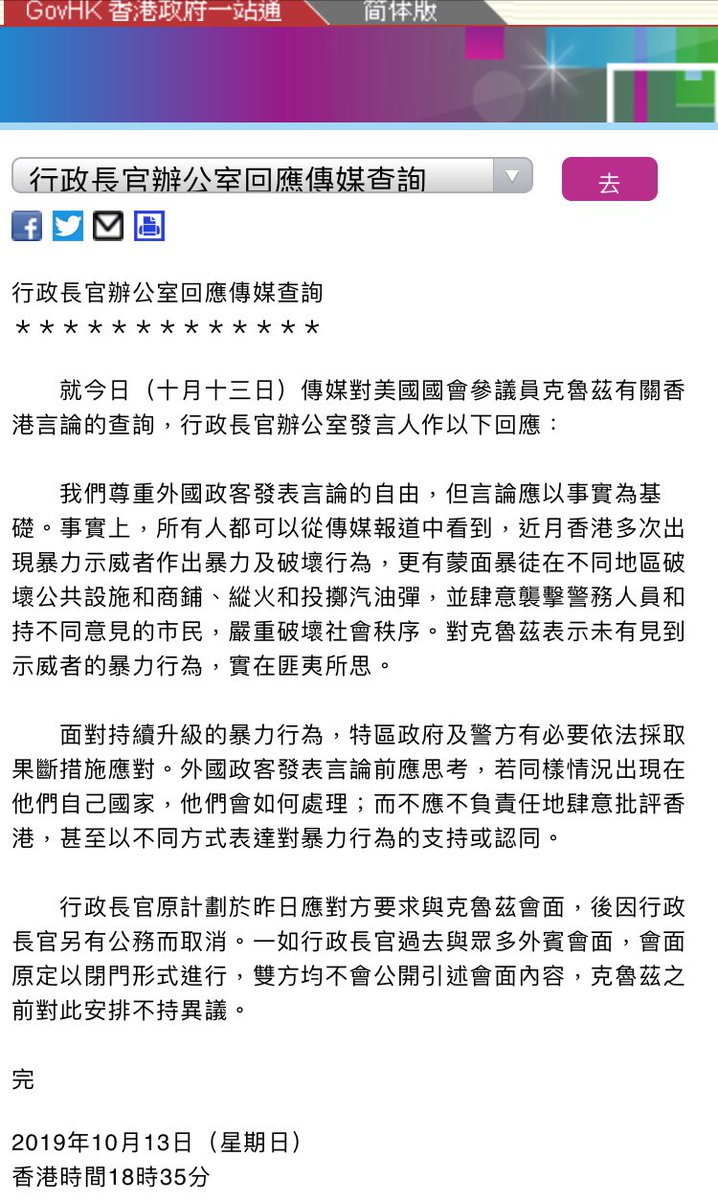 GovHK 香港政府一站通 简体版
行政長官辦公室回應傳媒查詢 去
行政長官辦公室回應傳媒查詢
＊＊＊＊＊＊＊＊＊＊＊＊＊
就今日（十月十三日）傳媒對美國國會參議員克魯茲有關香
港言論的查詢，行政長官辦公室發言人作以下回應：
我們尊重外國政客發表言論的自由，但言論應以事實為基
礎。事實上，所有人都可以從傳媒報道中看到，近月香港多次出
現暴力示威者作出暴力及破壞行為，更有蒙面暴徒在不同地區破
壞公共設施和商鋪、縱火和投擲汽油彈，並肆意襲擊警務人員和
持不同意見的市民，嚴重破壞社會秩序。對克魯茲表示未有見到
示威者的暴力行為，實在匪夷所思。
面對持續升級的暴力行為，特區政府及警方有必要依法採取
果斷措施應對。外國政客發表言論前應思考，若同樣情況出現在
他們自己國家，他們會如何處理；而不應不負責任地肆意批評香
港，甚至以不同方式表達對暴力行為的支持或認同。
行政長官原計劃於昨日應對方要求與克魯茲會面，後因行政
長官另有公務而取消。一如行政長官過去與眾多外賓會面，會面
原定以閉門形式進行，雙方均不會公開引述會面內容，克魯茲之
前對此安排不持異議。
完
2019年10月13日（星期日）
香港時間18時35分